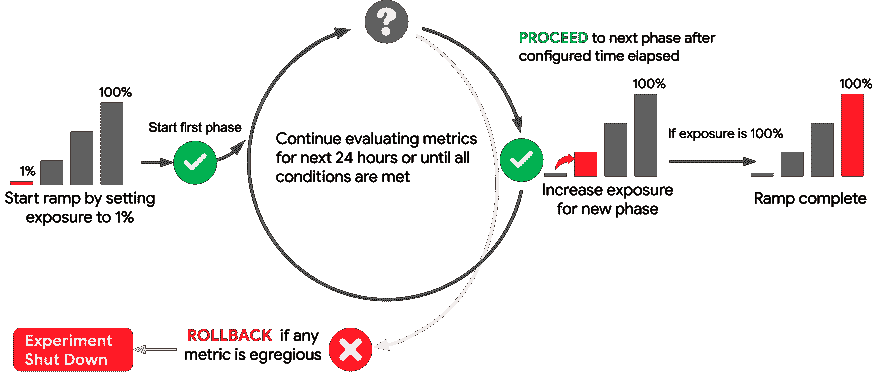 100%
1%
Start ramp by setting
exposure to 1%
Start first phase
?
Continue evaluating metrics
for next 24 hours or until all
conditions are met
PROCEED to next phase after
configured time elapsed
100%
Increase exposure
for new phase
If exposure is 100%
100%
Ramp complete
ROLLBACK if any
metric is egregious
Experiment
Shut Down